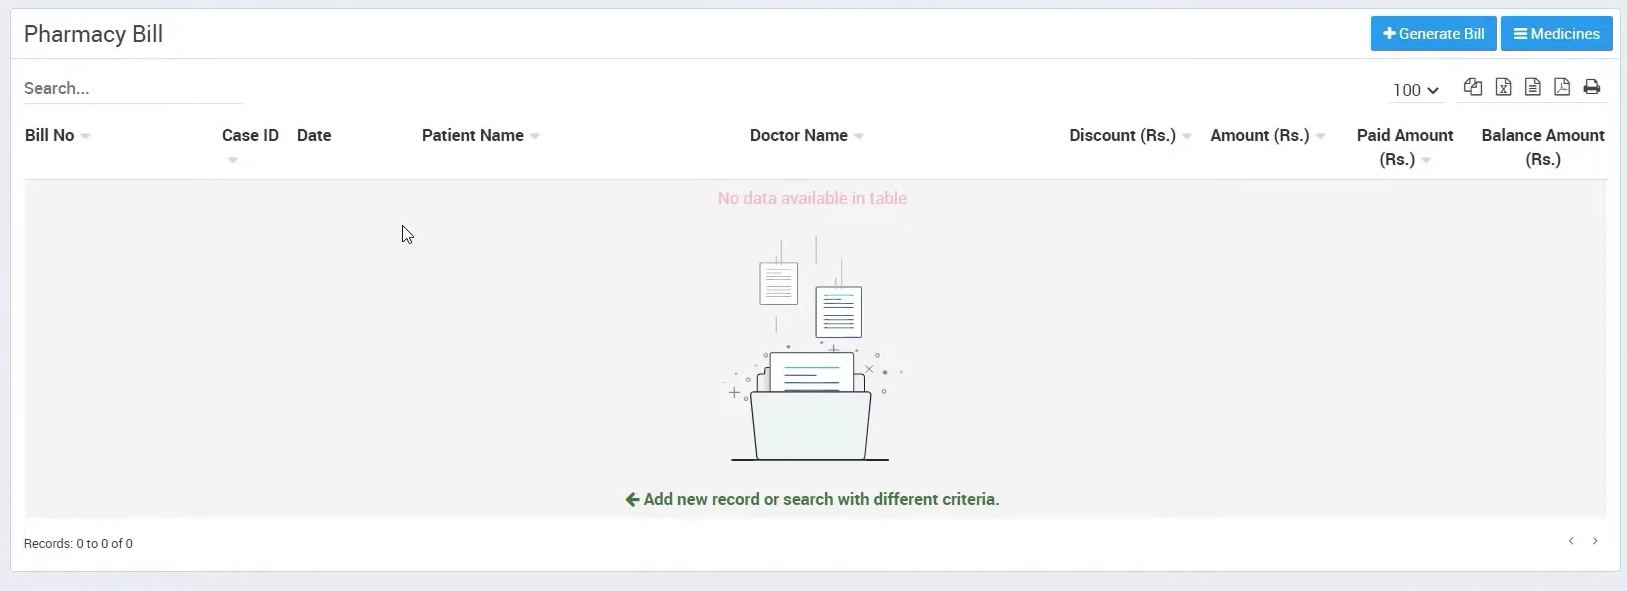 Pharmacy Bill
Generate Bill
Medicines
Search...
100
Bill No
Case ID
Date
Patient Name
Doctor Name
Discount (Rs.)
Amount (Rs.)
Paid Amount
(Rs.)
Balance Amount
(Rs.)
No data available in table
Add new record or search with different criteria.
Records: 0 to 0 of 0